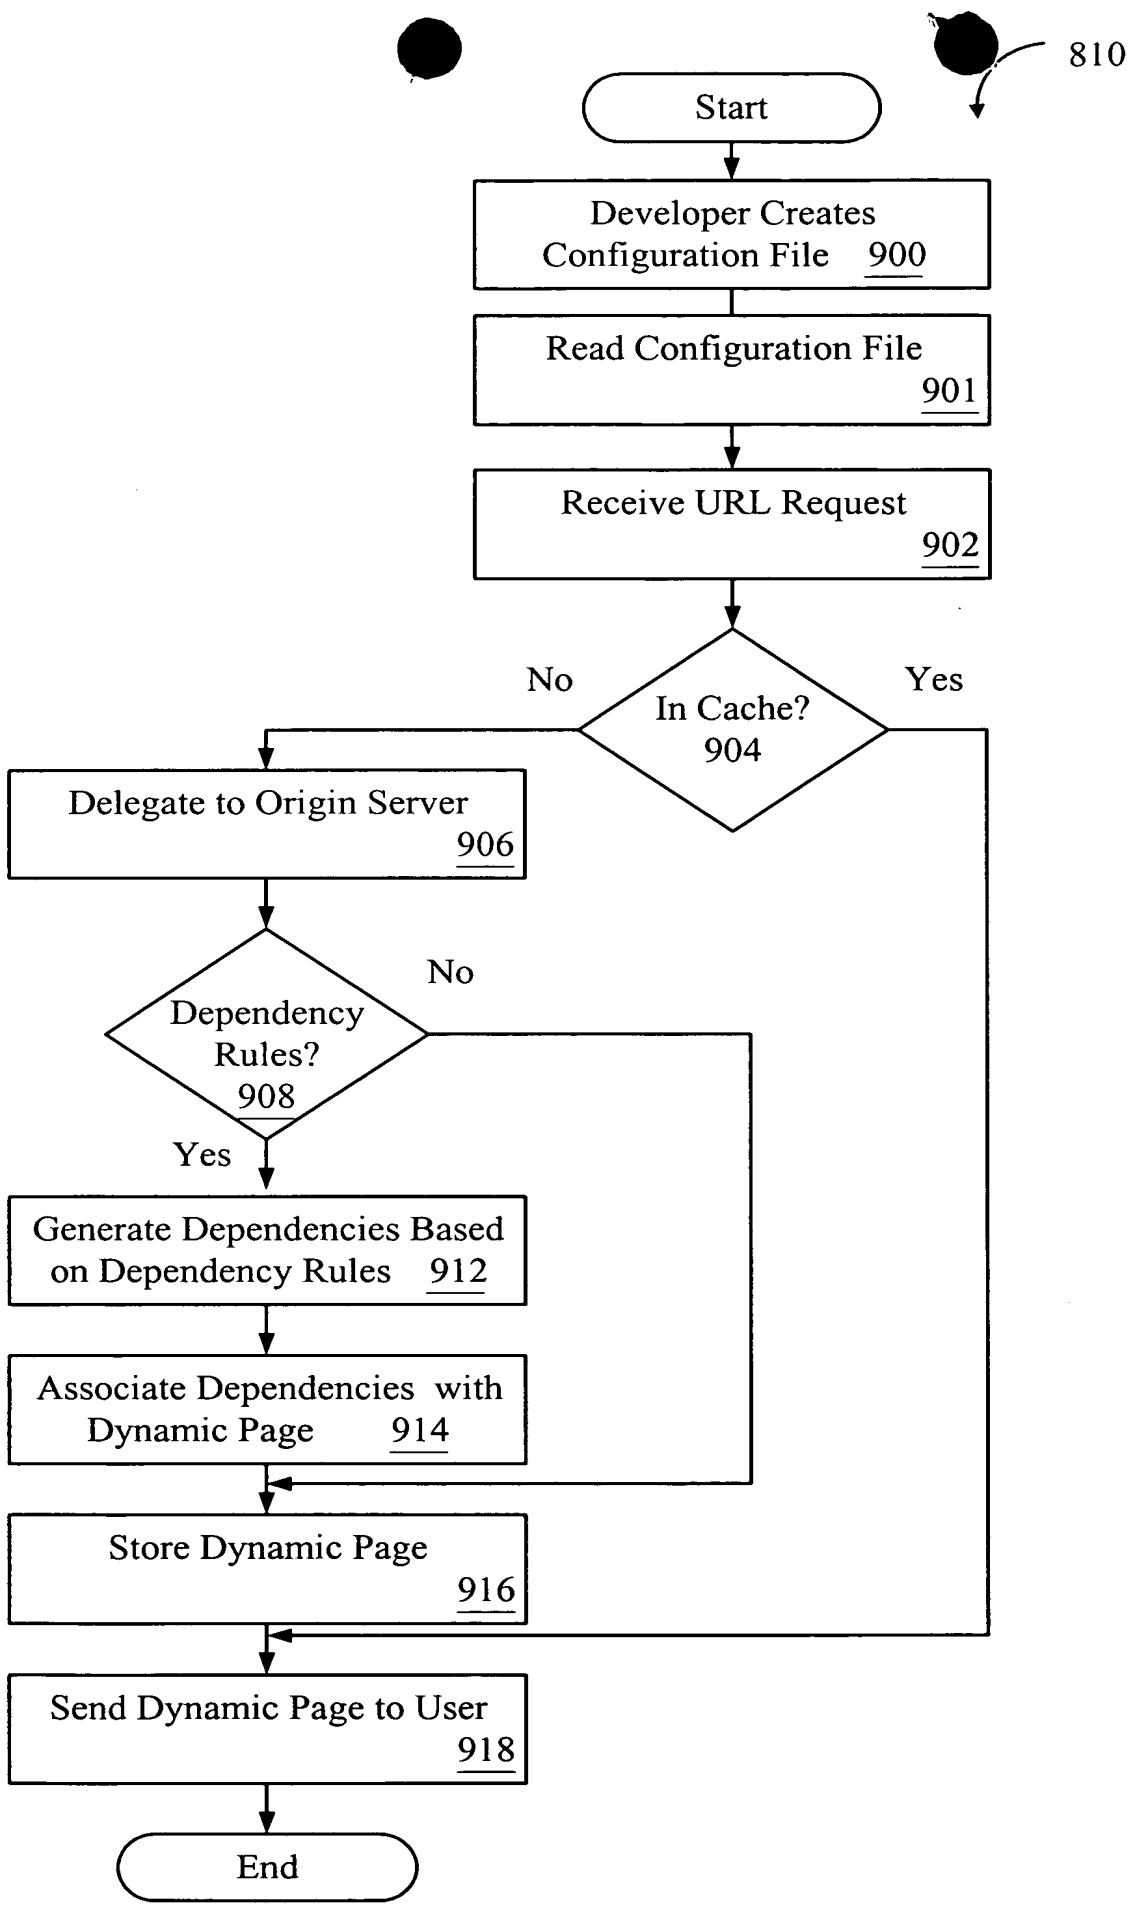 810
Start
Developer Creates
Configuration File 900
Read Configuration File
901
Receive URL Request
902
No
Yes
In Cache?
904
Delegate to Origin Server
906
No
Dependency
Rules?
908
Yes
Generate Dependencies Based
on Dependency Rules 912
Associate Dependencies with
Dynamic Page 914
Store Dynamic Page
916
Send Dynamic Page to User
918
End